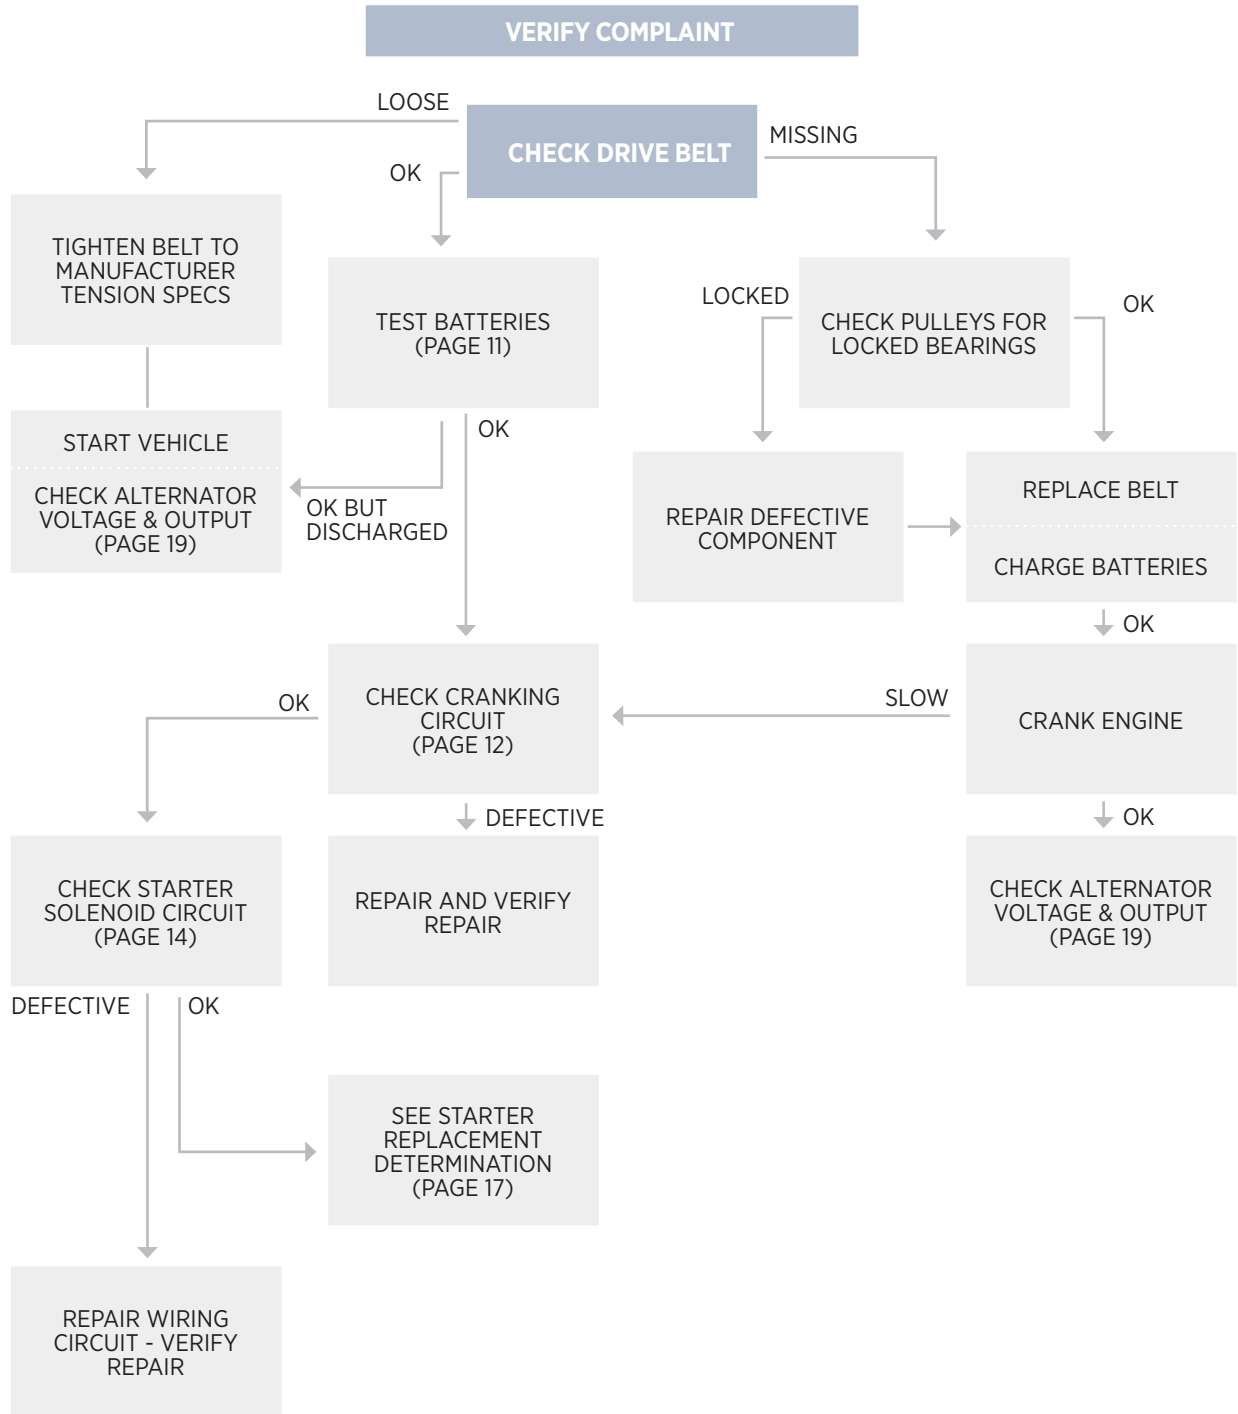 VERIFY COMPLAINT
LOOSE
CHECK DRIVE BELT
MISSING
OK
TIGHTEN BELT TO
MANUFACTURER
TENSION SPECS
TEST BATTERIES
(PAGE 11)
LOCKED
CHECK PULLEYS FOR
LOCKED BEARINGS
OK
START VEHICLE
CHECK ALTERNATOR
VOLTAGE & OUTPUT
(PAGE 19)
OK
OK BUT
DISCHARGED
REPAIR DEFECTIVE
COMPONENT
REPLACE BELT
CHARGE BATTERIES
OK
OK
CHECK CRANKING
CIRCUIT
(PAGE 12)
SLOW
CRANK ENGINE
DEFECTIVE
OK
CHECK STARTER
SOLENOID CIRCUIT
(PAGE 14)
REPAIR AND VERIFY
REPAIR
CHECK ALTERNATOR
VOLTAGE & OUTPUT
(PAGE 19)
DEFECTIVE
OK
SEE STARTER
REPLACEMENT
DETERMINATION
(PAGE 17)
REPAIR WIRING
CIRCUIT - VERIFY
REPAIR